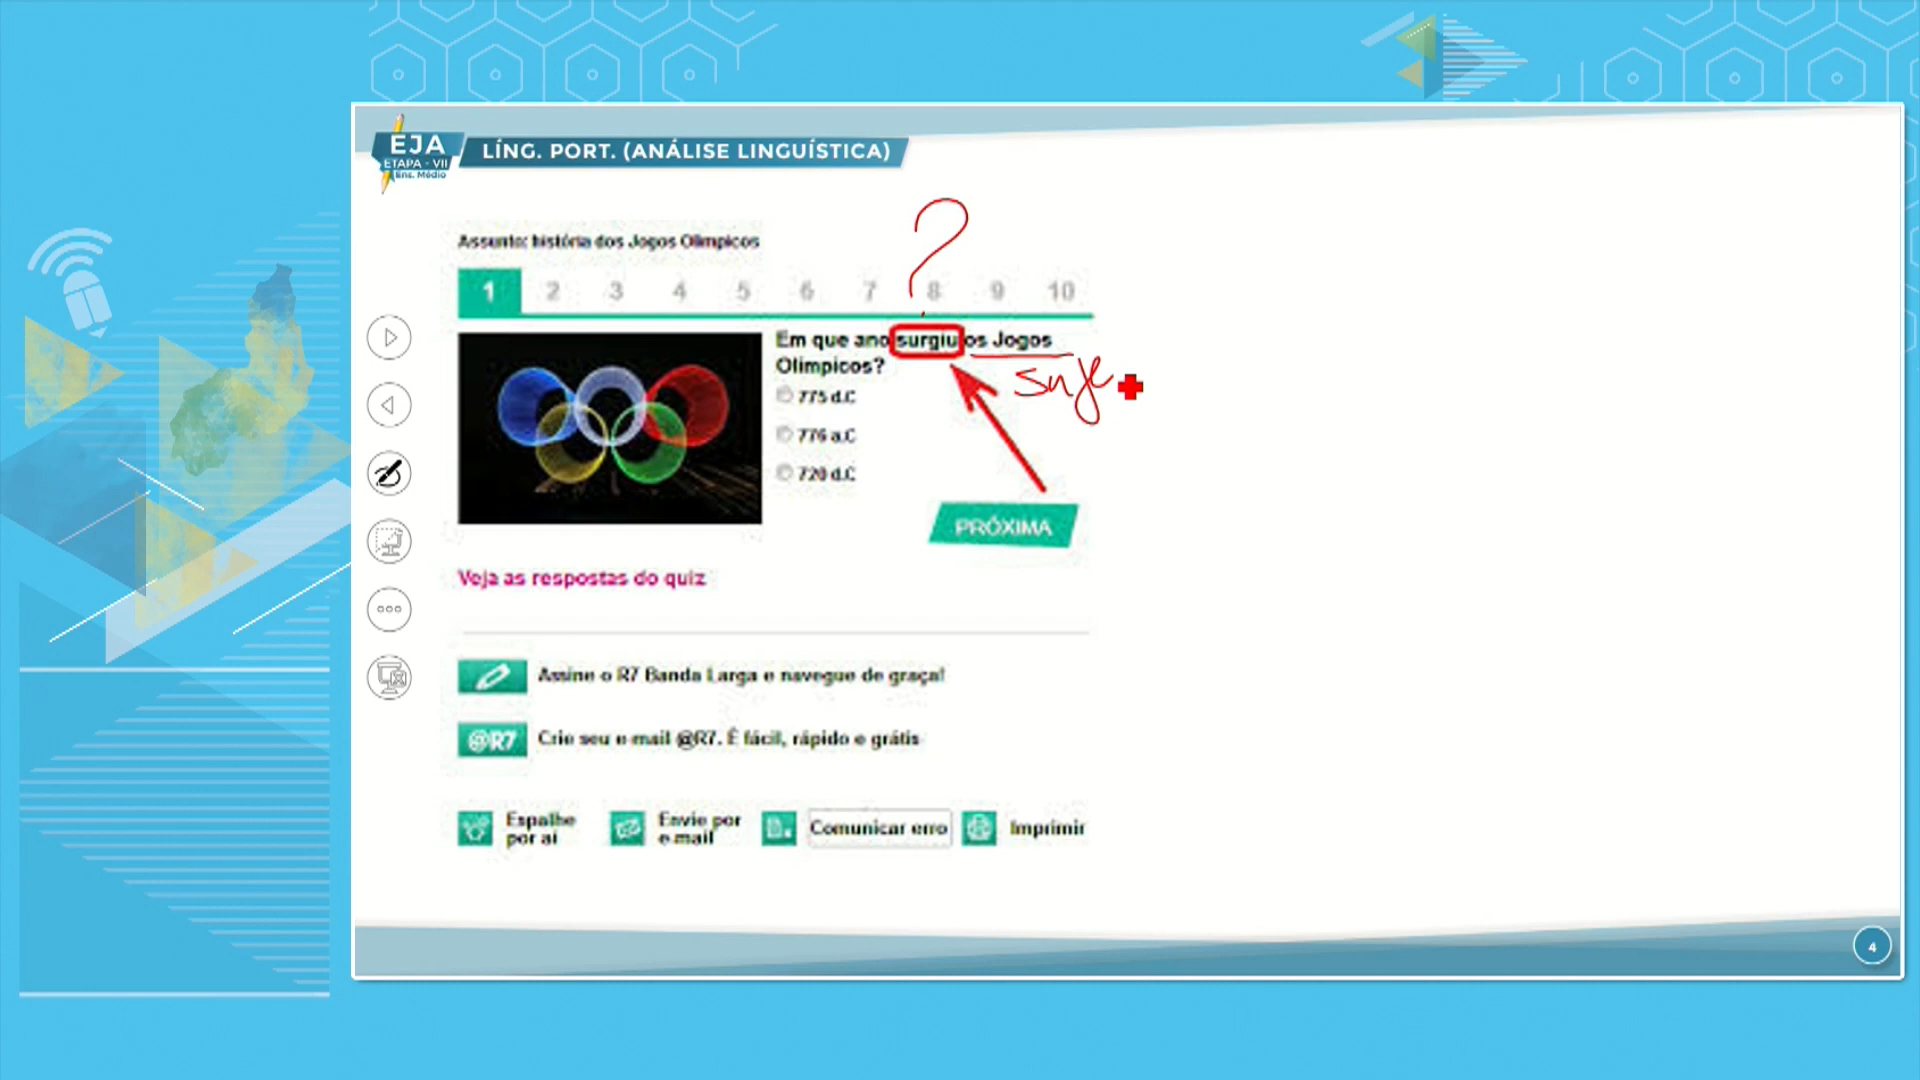 EJA
ETAPA - VII
Ens. Médio
LÍNG. PORT. (ANÁLISE LINGUÍSTICA)
?
Assunto: história dos Jogos Olímpicos
1 2 3 4 5 6 7 8 9 10
Em que ano surgiu os Jogos
Olímpicos?
suje
775 d.C
776 a.C
720 d.C
PRÓXIMA
Veja as respostas do quiz
Assine o R7 Banda Larga e navegue de graça!
@R7 Crie seu e-mail @R7. É fácil, rápido e grátis
Espalhe
por aí
Envie por
e-mail
Comunicar erro
Imprimir
4